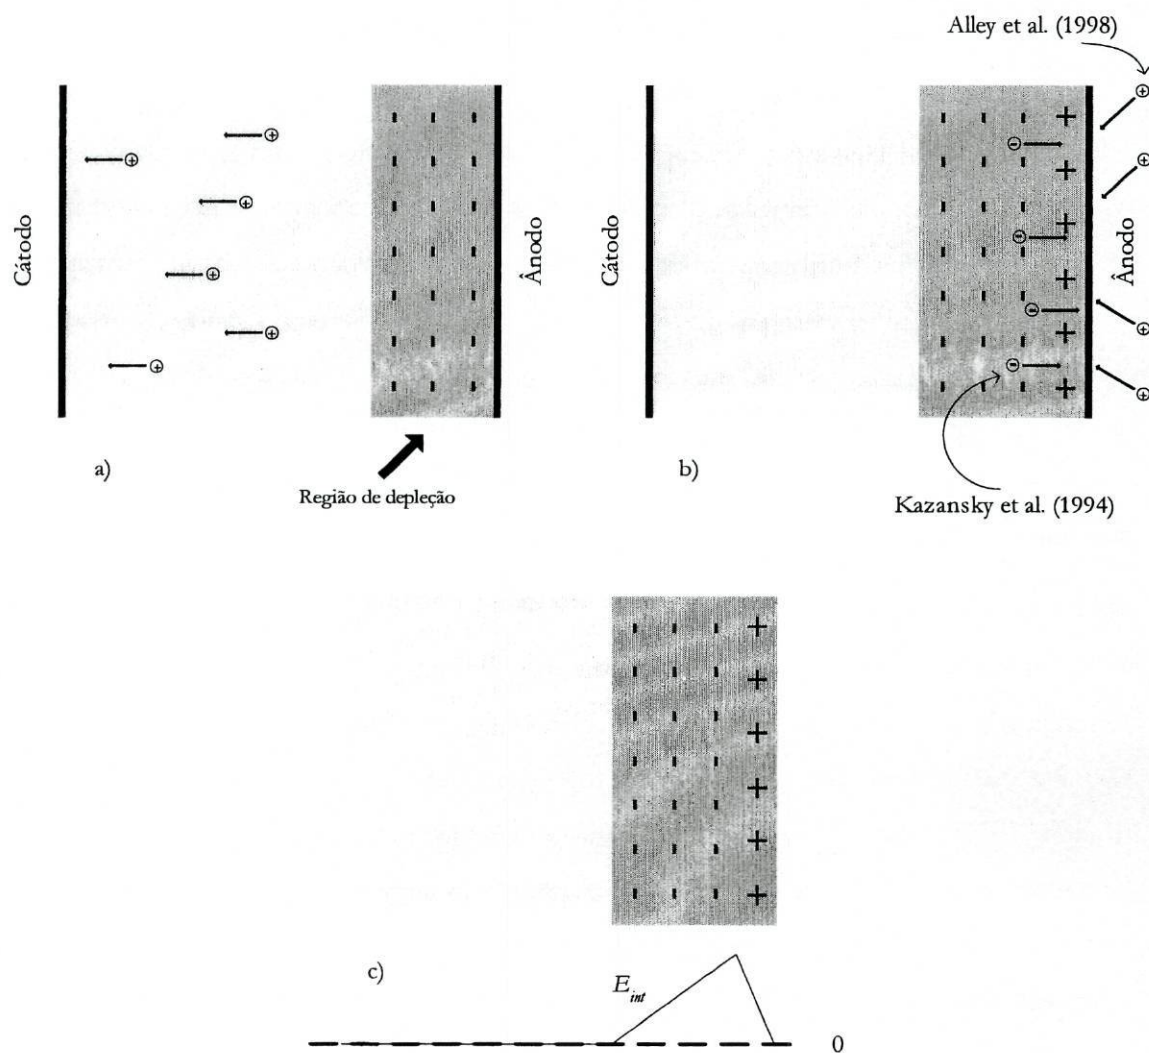 Alley et al. (1998)
Cátodo
Ânodo
Cátodo
Ânodo
a)
Região de depleção
b)
Kazansky et al. (1994)
c)
E_int
0